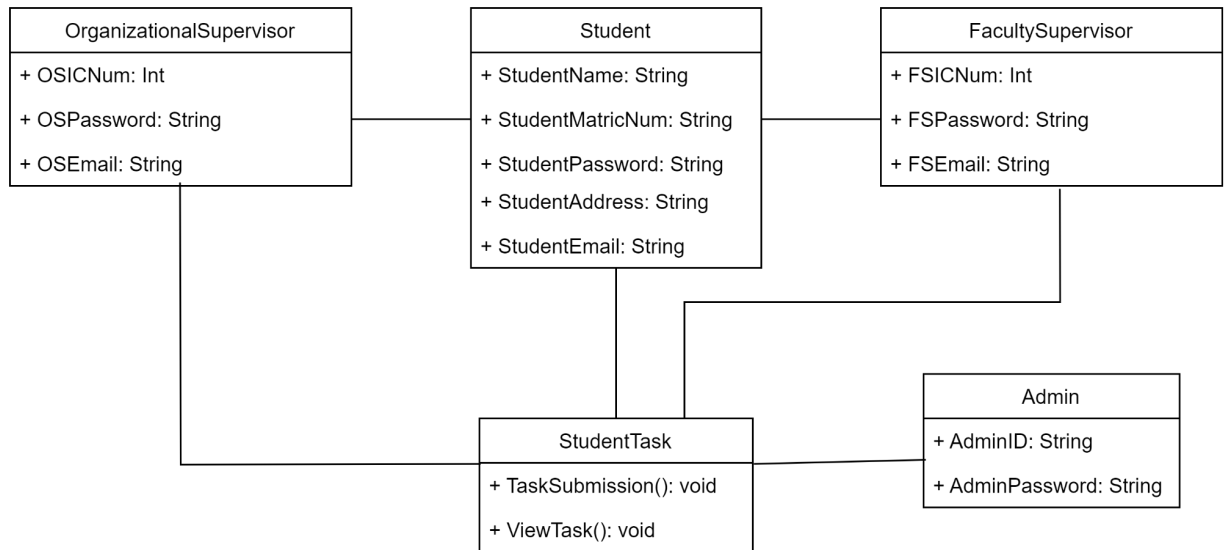 OrganizationalSupervisor
+ OSICNum: Int
+ OSPassword: String
+ OSEmail: String
Student
+ StudentName: String
+ StudentMatricNum: String
+ StudentPassword: String
+ StudentAddress: String
+ StudentEmail: String
FacultySupervisor
+ FSICNum: Int
+ FSPassword: String
+ FSEmail: String
StudentTask
+ TaskSubmission(): void
+ ViewTask(): void
Admin
+ AdminID: String
+ AdminPassword: String